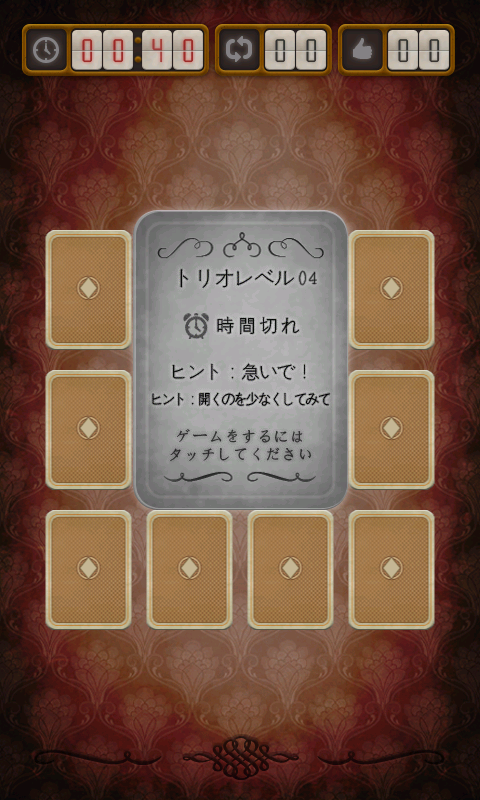 00:40 00 00
トリオレベル04
時間切れ
ヒント：急いで！
ヒント：開くのを少なくしてみて
ゲームをするには
タッチしてください